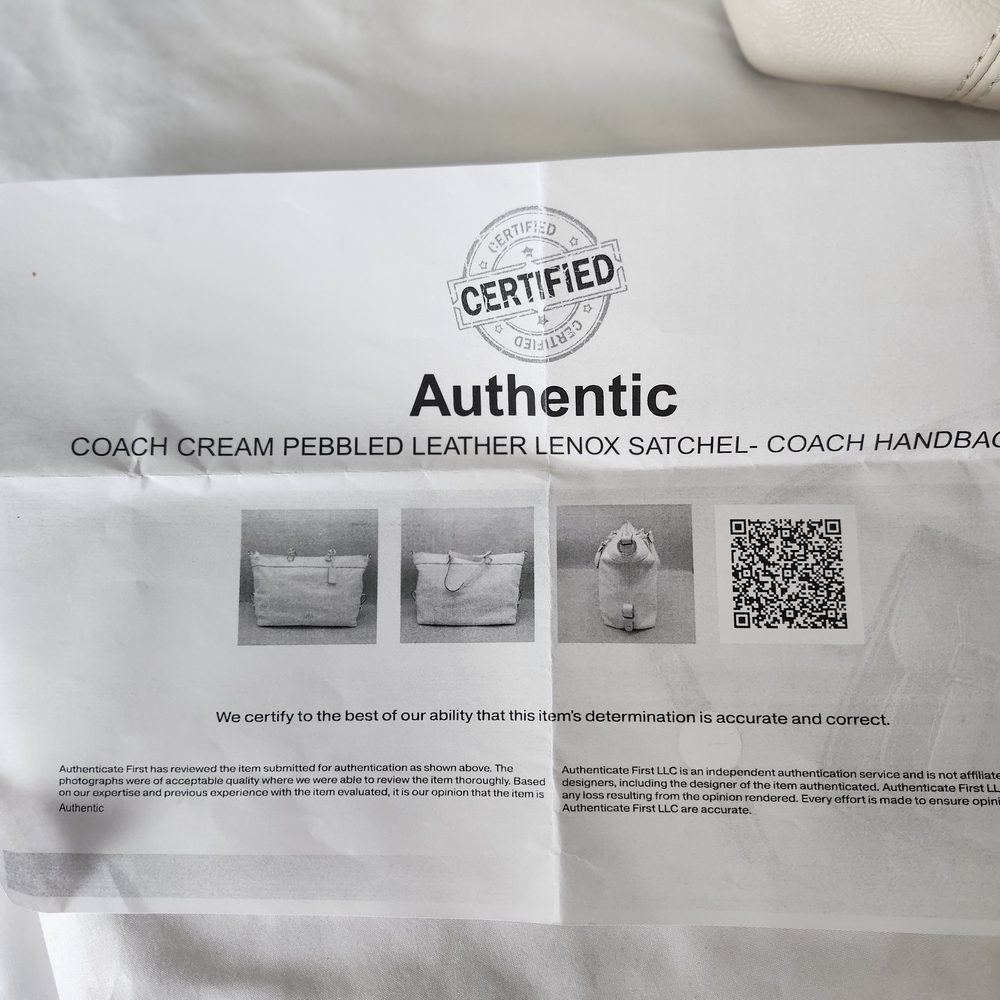 CERTIFIED
CERTIFIED
CERTIFIED
Authentic
COACH CREAM PEBBLED LEATHER LENOX SATCHEL- COACH HANDBAG
We certify to the best of our ability that this item's determination is accurate and correct.
Authenticate First has reviewed the item submitted for authentication as shown above. The
photographs were of acceptable quality where we were able to review the item thoroughly. Based
on our expertise and previous experience with the item evaluated, it is our opinion that the item is
Authentic
Authenticate First LLC is an independent authentication service and is not affiliate
designers, including the designer of the item authenticated. Authenticate First LL
any loss resulting from the opinion rendered. Every effort is made to ensure opini
Authenticate First LLC are accurate.